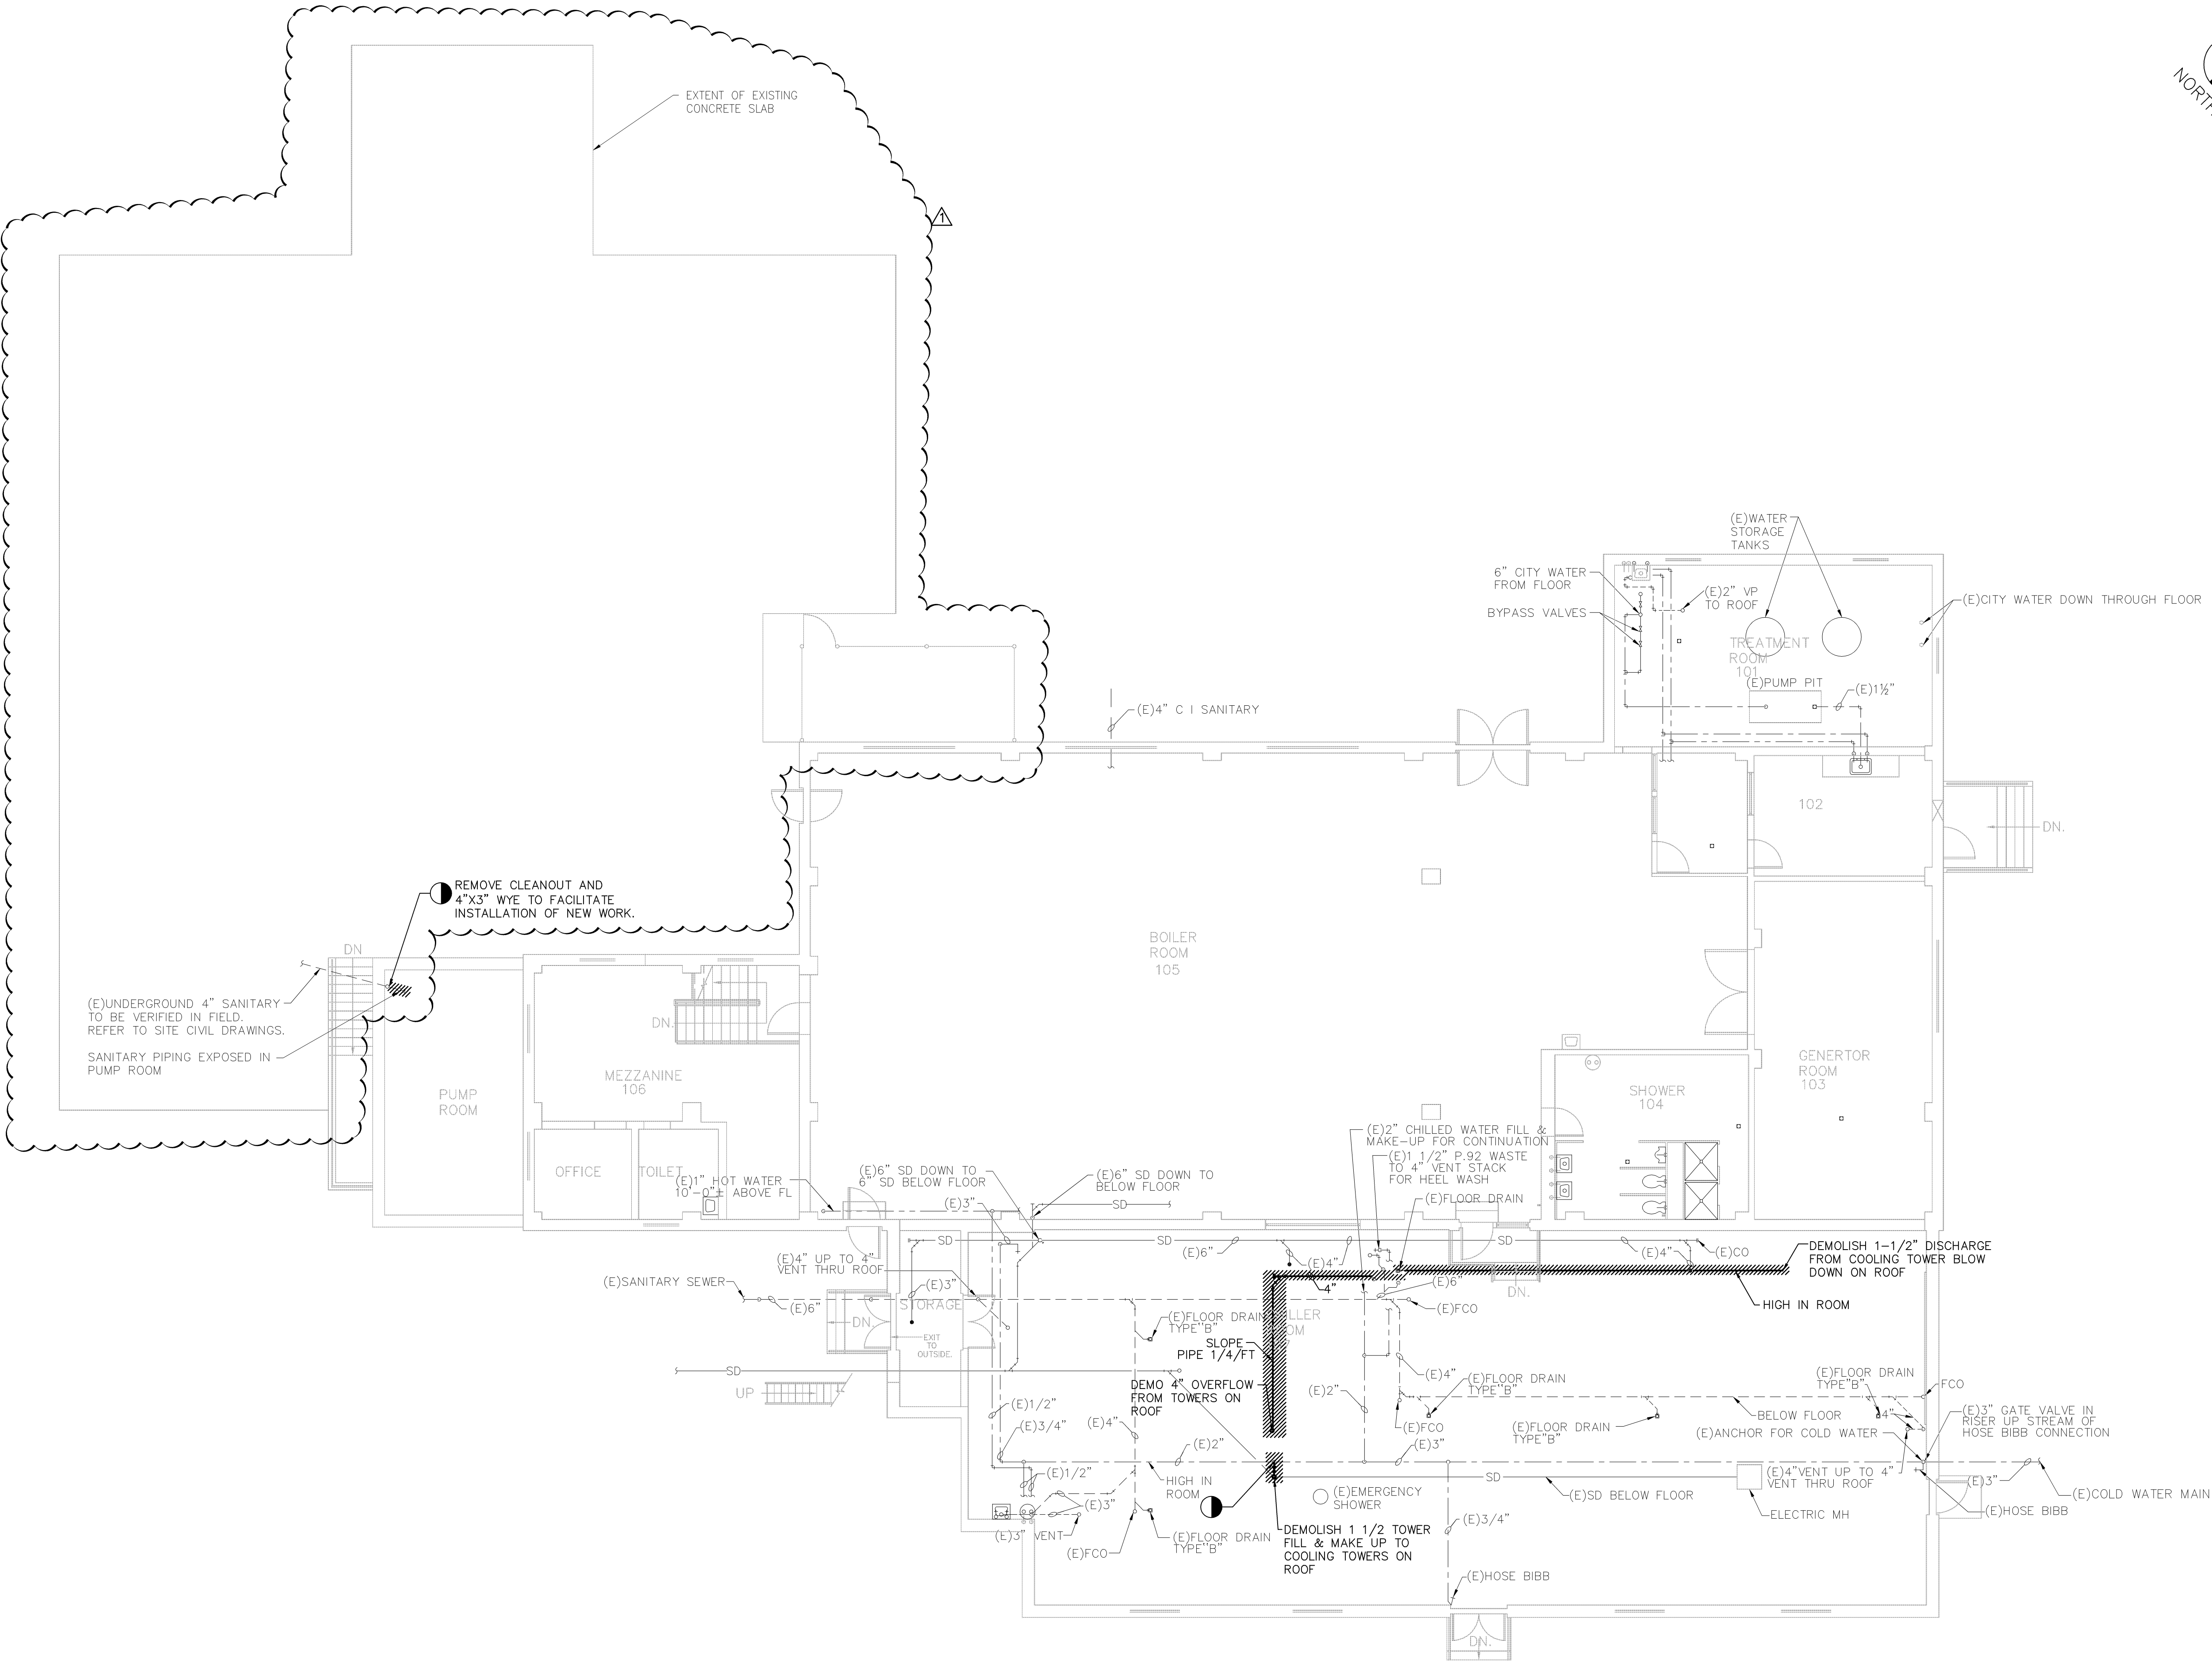 EXTENT OF EXISTING
CONCRETE SLAB
1
(E)WATER
STORAGE
TANKS
6" CITY WATER
FROM FLOOR
BYPASS VALVES
(E)2" VP
TO ROOF
(E)CITY WATER DOWN THROUGH FLOOR
TREATMENT
ROOM
101
(E)PUMP PIT
(E)1½"
(E)4" C I SANITARY
102
DN.
REMOVE CLEANOUT AND
4"X3" WYE TO FACILITATE
INSTALLATION OF NEW WORK.
DN
(E)UNDERGROUND 4" SANITARY
TO BE VERIFIED IN FIELD.
REFER TO SITE CIVIL DRAWINGS.
SANITARY PIPING EXPOSED IN
PUMP ROOM
BOILER
ROOM
105
DN.
MEZZANINE
106
PUMP
ROOM
GENERTOR
ROOM
103
SHOWER
104
OFFICE
TOILET
(E)1" HOT WATER
10'-0"± ABOVE FL
(E)6" SD DOWN TO
6" SD BELOW FLOOR
(E)3"
(E)6" SD DOWN TO
BELOW FLOOR
SD
(E)2" CHILLED WATER FILL &
MAKE-UP FOR CONTINUATION
(E)1 1/2" P.92 WASTE
TO 4" VENT STACK
FOR HEEL WASH
(E)FLOOR DRAIN
SD
SD
(E)6"
(E)4"
SD
(E)4"
(E)CO
DEMOLISH 1-1/2" DISCHARGE
FROM COOLING TOWER BLOW
DOWN ON ROOF
HIGH IN ROOM
(E)4" UP TO 4"
VENT THRU ROOF
(E)SANITARY SEWER
(E)6"
(E)3"
STORAGE
DN.
EXIT
TO
OUTSIDE.
4"
(E)6"
(E)FCO
DN.
(E)FLOOR DRAIN
TYPE"B"
SLOPE
PIPE 1/4/FT
SD
UP
DEMO 4" OVERFLOW
FROM TOWERS ON
ROOF
(E)4"
(E)2"
(E)FLOOR DRAIN
TYPE"B"
(E)FLOOR DRAIN
TYPE"B"
FCO
(E)1/2"
(E)3/4"
(E)4"
(E)FCO
(E)FLOOR DRAIN
TYPE"B"
BELOW FLOOR
4"
(E)3" GATE VALVE IN
RISER UP STREAM OF
HOSE BIBB CONNECTION
(E)ANCHOR FOR COLD WATER
(E)2"
(E)3"
(E)1/2"
HIGH IN
ROOM
SD
(E)4"VENT UP TO 4"
VENT THRU ROOF
(E)3"
(E)COLD WATER MAIN
(E)3"
(E)EMERGENCY
SHOWER
(E)SD BELOW FLOOR
ELECTRIC MH
(E)HOSE BIBB
(E)3" VENT
(E)FCO
(E)FLOOR DRAIN
TYPE"B"
DEMOLISH 1 1/2 TOWER
FILL & MAKE UP TO
COOLING TOWERS ON
ROOF
(E)3/4"
(E)HOSE BIBB
DN.